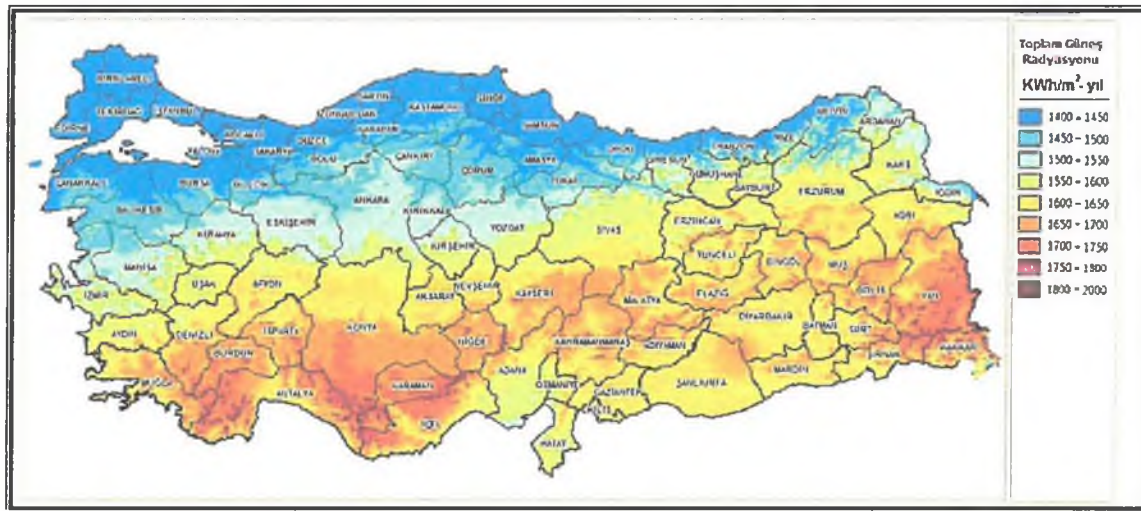 Toplam Güneş
Radyasyonu
KWh/m²- yıl
1400 - 1450
1450 - 1500
1500 - 1550
1550 - 1600
1600 - 1650
1650 - 1700
1700 - 1750
1750 - 1800
1800 - 2000
KIRKLARELİ
TEKİRDAĞ İSTANBUL
EDİRNE
KOCAELİ
YALOVA
SAKARYA
DÜZCE
BOLU
ZONGULDAK
BARTIN
KARABÜK
KASTAMONU
SİNOP
SAMSUN
ÇANKIRI
ÇORUM
AMASYA
TOKAT
ORDU
GİRESUN
TRABZON
RİZE
ARTVİN
ARDAHAN
KARS
IĞDIR
GÜMÜŞHANE
BAYBURT
ERZURUM
AĞRI
ÇANAKKALE
BALIKESİR
BURSA
BİLECİK
ESKİŞEHİR
ANKARA
KIRIKKALE
YOZGAT
SİVAS
ERZİNCAN
KÜTAHYA
KIRŞEHİR
TUNCELİ
BİNGÖL
MUŞ
BİTLİS
VAN
MANİSA
UŞAK
AFYON
AKSARAY
NEVŞEHİR
KAYSERİ
MALATYA
ELAZIĞ
DİYARBAKIR
BATMAN
SİİRT
ŞIRNAK
HAKKARİ
İZMİR
AYDIN
DENİZLİ
ISPARTA
BURDUR
KONYA
NİĞDE
KAHRAMANMARAŞ
ADIYAMAN
MARDİN
ŞANLIURFA
MUĞLA
ANTALYA
KARAMAN
İÇEL
ADANA
OSMANİYE
GAZİANTEP
KİLİS
HATAY